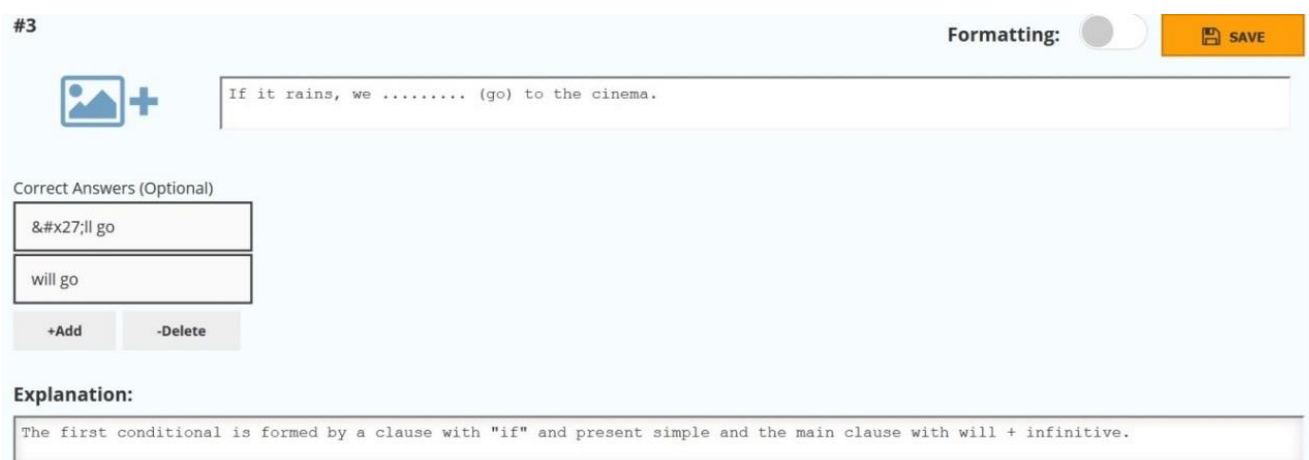 #3
Formatting:
SAVE
If it rains, we ......... (go) to the cinema.
Correct Answers (Optional)
&#x27;ll go
will go
+Add
-Delete
Explanation:
The first conditional is formed by a clause with "if" and present simple and the main clause with will + infinitive.